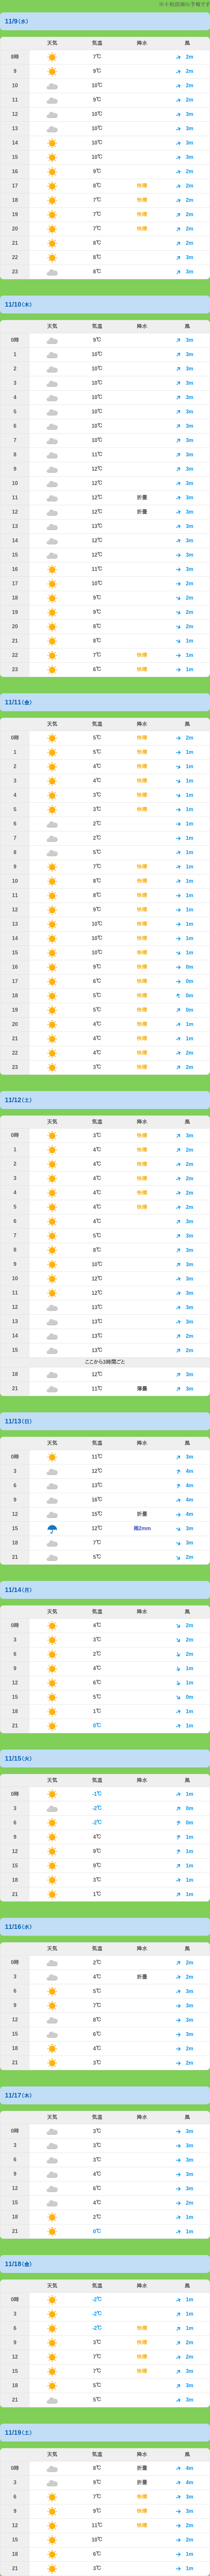 ※十和田湖の予報です
11/9(水)
天気 気温 降水 風
8時 7℃ 2m
9 9℃ 2m
10 10℃ 2m
11 9℃ 2m
12 10℃ 3m
13 10℃ 3m
14 10℃ 3m
15 10℃ 3m
16 9℃ 2m
17 8℃ 快晴 2m
18 7℃ 快晴 2m
19 7℃ 快晴 2m
20 7℃ 快晴 2m
21 8℃ 2m
22 8℃ 3m
23 8℃ 3m
11/10(木)
天気 気温 降水 風
0時 9℃ 3m
1 10℃ 3m
2 10℃ 3m
3 10℃ 3m
4 10℃ 3m
5 10℃ 3m
6 10℃ 3m
7 10℃ 3m
8 11℃ 3m
9 12℃ 3m
10 12℃ 3m
11 12℃ 折曇 3m
12 12℃ 折曇 3m
13 13℃ 3m
14 12℃ 3m
15 12℃ 3m
16 11℃ 3m
17 10℃ 2m
18 9℃ 2m
19 9℃ 2m
20 8℃ 2m
21 8℃ 1m
22 7℃ 快晴 1m
23 6℃ 快晴 1m
11/11(金)
天気 気温 降水 風
0時 5℃ 快晴 2m
1 5℃ 快晴 1m
2 4℃ 快晴 1m
3 4℃ 快晴 1m
4 3℃ 快晴 1m
5 3℃ 快晴 1m
6 2℃ 1m
7 2℃ 1m
8 5℃ 1m
9 7℃ 快晴 1m
10 8℃ 快晴 1m
11 8℃ 快晴 1m
12 9℃ 快晴 1m
13 10℃ 快晴 1m
14 10℃ 快晴 1m
15 10℃ 快晴 1m
16 9℃ 快晴 0m
17 6℃ 快晴 0m
18 5℃ 快晴 0m
19 5℃ 快晴 0m
20 4℃ 快晴 1m
21 4℃ 快晴 1m
22 4℃ 快晴 2m
23 3℃ 快晴 2m
11/12(土)
天気 気温 降水 風
0時 3℃ 快晴 3m
1 4℃ 快晴 2m
2 4℃ 快晴 2m
3 4℃ 快晴 2m
4 4℃ 快晴 2m
5 4℃ 快晴 2m
6 4℃ 3m
7 5℃ 3m
8 8℃ 3m
9 10℃ 3m
10 12℃ 3m
11 12℃ 3m
12 13℃ 3m
13 13℃ 3m
14 13℃ 2m
15 13℃ 2m
ここから3時間ごと
18 12℃ 3m
21 11℃ 薄曇 3m
11/13(日)
天気 気温 降水 風
0時 11℃ 3m
3 12℃ 4m
6 13℃ 4m
9 16℃ 4m
12 15℃ 折曇 4m
15 12℃ 雨2mm 3m
18 7℃ 3m
21 5℃ 2m
11/14(月)
天気 気温 降水 風
0時 4℃ 2m
3 3℃ 2m
6 2℃ 2m
9 4℃ 1m
12 6℃ 1m
15 5℃ 0m
18 1℃ 1m
21 0℃ 1m
11/15(火)
天気 気温 降水 風
0時 -1℃ 1m
3 -2℃ 0m
6 -2℃ 0m
9 4℃ 1m
12 9℃ 1m
15 9℃ 1m
18 3℃ 1m
21 1℃ 1m
11/16(水)
天気 気温 降水 風
0時 2℃ 2m
3 4℃ 折曇 2m
6 5℃ 3m
9 7℃ 3m
12 8℃ 3m
15 6℃ 3m
18 4℃ 2m
21 3℃ 2m
11/17(木)
天気 気温 降水 風
0時 3℃ 3m
3 3℃ 3m
6 3℃ 3m
9 4℃ 3m
12 6℃ 3m
15 4℃ 2m
18 2℃ 1m
21 0℃ 1m
11/18(金)
天気 気温 降水 風
0時 -2℃ 1m
3 -2℃ 1m
6 -2℃ 快晴 1m
9 3℃ 快晴 2m
12 7℃ 快晴 2m
15 7℃ 快晴 3m
18 5℃ 3m
21 5℃ 3m
11/19(土)
天気 気温 降水 風
0時 8℃ 折曇 4m
3 9℃ 折曇 4m
6 7℃ 快晴 3m
9 9℃ 快晴 3m
12 11℃ 快晴 2m
15 10℃ 2m
18 6℃ 1m
21 3℃ 1m